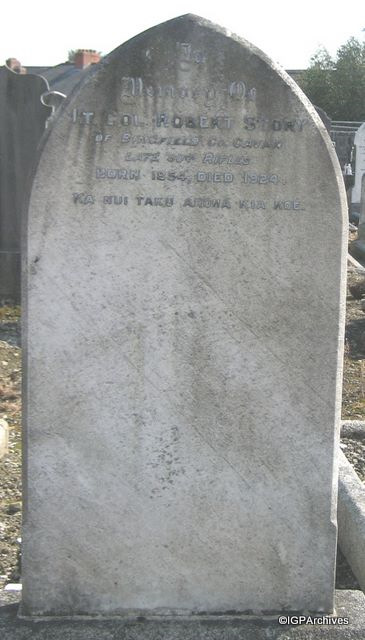 In
Memory Of
LT COL. ROBERT STORY
OF BINGFIELD, CO. CAVAN
LATE 60TH RIFLES
BORN 1854, DIED 1924.
KA NUI TAKU AROHA KIA KOE.
©IGPArchives